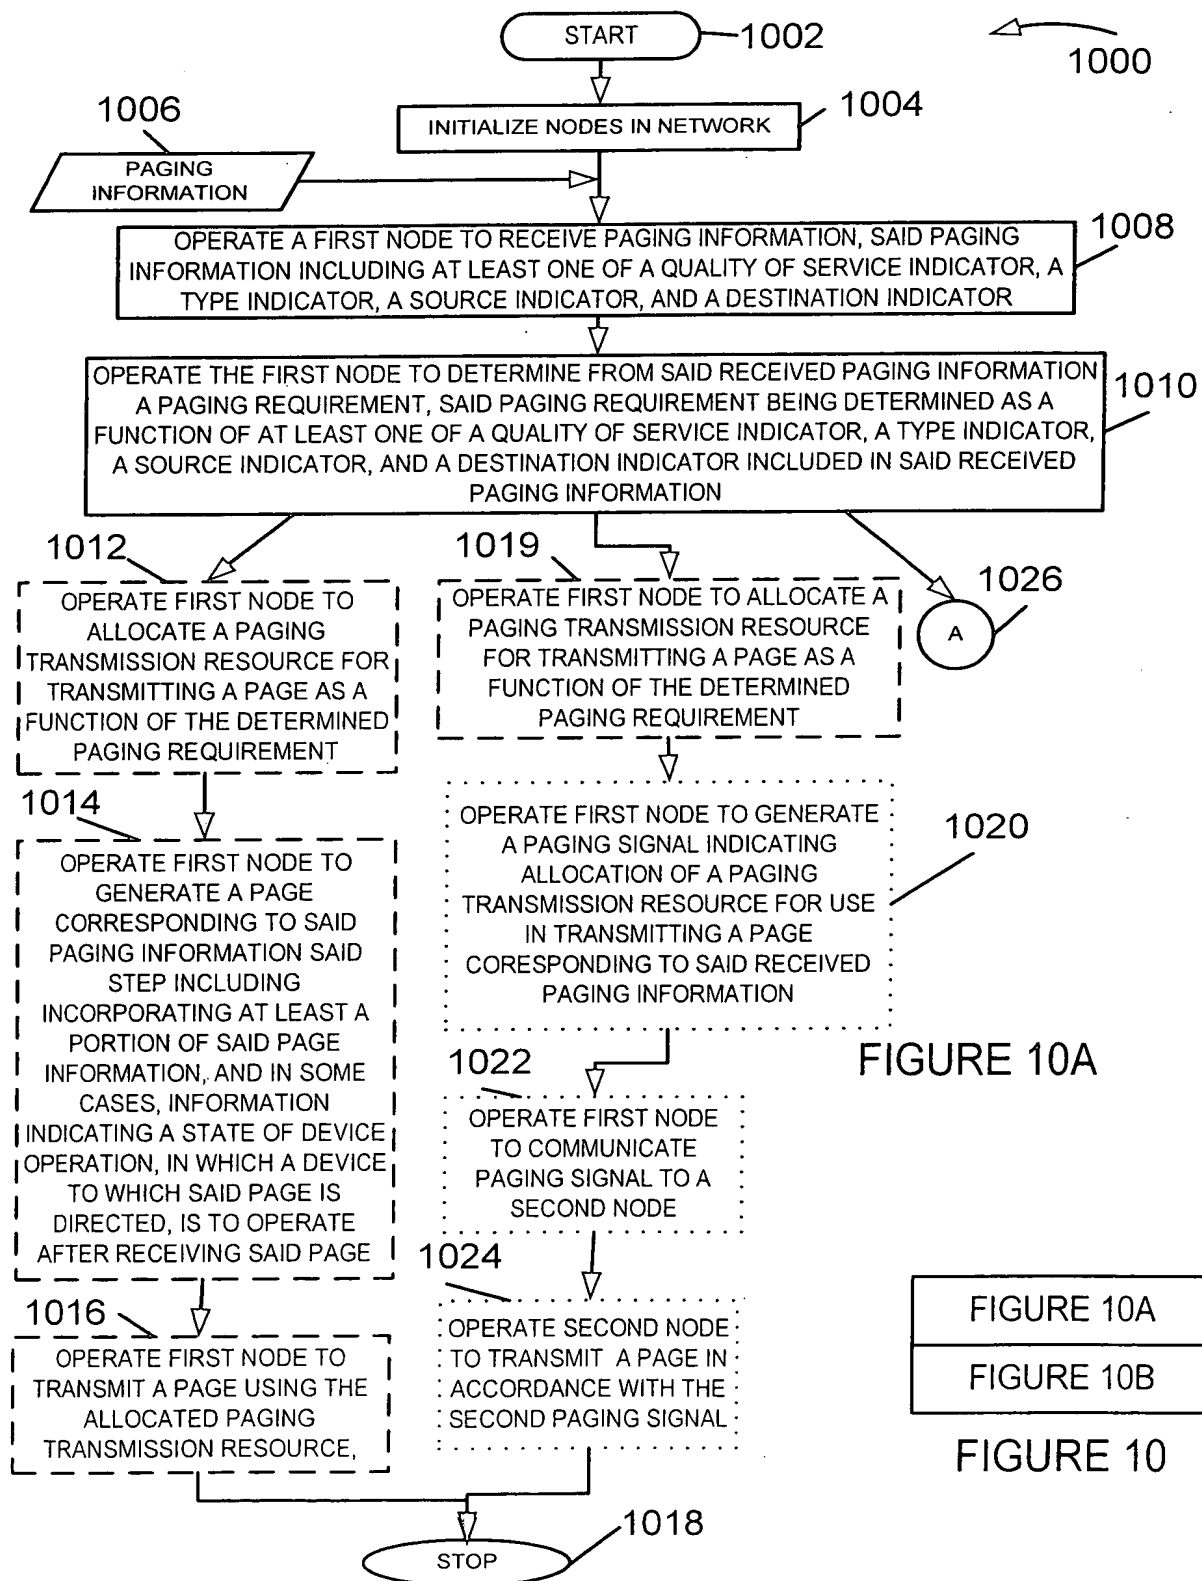 START
1002
1000
INITIALIZE NODES IN NETWORK
1004
1006
PAGING
INFORMATION
OPERATE A FIRST NODE TO RECEIVE PAGING INFORMATION, SAID PAGING
INFORMATION INCLUDING AT LEAST ONE OF A QUALITY OF SERVICE INDICATOR, A
TYPE INDICATOR, A SOURCE INDICATOR, AND A DESTINATION INDICATOR
1008
OPERATE THE FIRST NODE TO DETERMINE FROM SAID RECEIVED PAGING INFORMATION
A PAGING REQUIREMENT, SAID PAGING REQUIREMENT BEING DETERMINED AS A
FUNCTION OF AT LEAST ONE OF A QUALITY OF SERVICE INDICATOR, A TYPE INDICATOR,
A SOURCE INDICATOR, AND A DESTINATION INDICATOR INCLUDED IN SAID RECEIVED
PAGING INFORMATION
1010
1012
OPERATE FIRST NODE TO
ALLOCATE A PAGING
TRANSMISSION RESOURCE FOR
TRANSMITTING A PAGE AS A
FUNCTION OF THE DETERMINED
PAGING REQUIREMENT
1019
OPERATE FIRST NODE TO ALLOCATE A
PAGING TRANSMISSION RESOURCE
FOR TRANSMITTING A PAGE AS A
FUNCTION OF THE DETERMINED
PAGING REQUIREMENT
1026
A
1014
OPERATE FIRST NODE TO
GENERATE A PAGE
CORRESPONDING TO SAID
PAGING INFORMATION SAID
STEP INCLUDING
INCORPORATING AT LEAST A
PORTION OF SAID PAGE
INFORMATION, AND IN SOME
CASES, INFORMATION
INDICATING A STATE OF DEVICE
OPERATION, IN WHICH A DEVICE
TO WHICH SAID PAGE IS
DIRECTED, IS TO OPERATE
AFTER RECEIVING SAID PAGE
OPERATE FIRST NODE TO GENERATE
A PAGING SIGNAL INDICATING
ALLOCATION OF A PAGING
TRANSMISSION RESOURCE FOR USE
IN TRANSMITTING A PAGE
CORESPONDING TO SAID RECEIVED
PAGING INFORMATION
1020
FIGURE 10A
1022
OPERATE FIRST NODE
TO COMMUNICATE
PAGING SIGNAL TO A
SECOND NODE
1024
OPERATE SECOND NODE
TO TRANSMIT A PAGE IN
ACCORDANCE WITH THE
SECOND PAGING SIGNAL
1016
OPERATE FIRST NODE TO
TRANSMIT A PAGE USING THE
ALLOCATED PAGING
TRANSMISSION RESOURCE,
FIGURE 10A
FIGURE 10B
FIGURE 10
1018
STOP